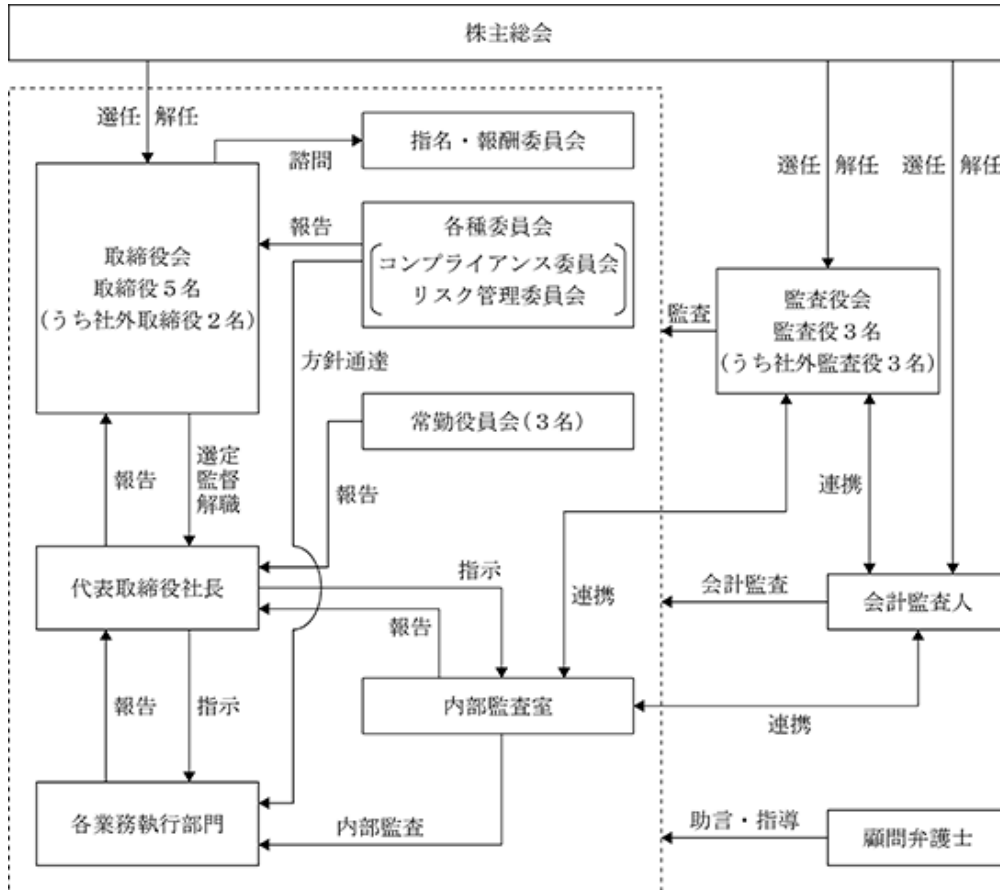 株主総会
選任 解任
諮問
指名・報酬委員会
選任 解任
選任 解任
取締役会
取締役5名
(うち社外取締役2名)
報告
各種委員会
コンプライアンス委員会
リスク管理委員会
監査
監査役会
監査役3名
(うち社外監査役3名)
方針通達
常勤役員会(3名)
報告
選定
監督
解職
報告
連携
代表取締役社長
指示
報告
連携
会計監査
会計監査人
報告
指示
内部監査室
連携
各業務執行部門
内部監査
助言・指導
顧問弁護士